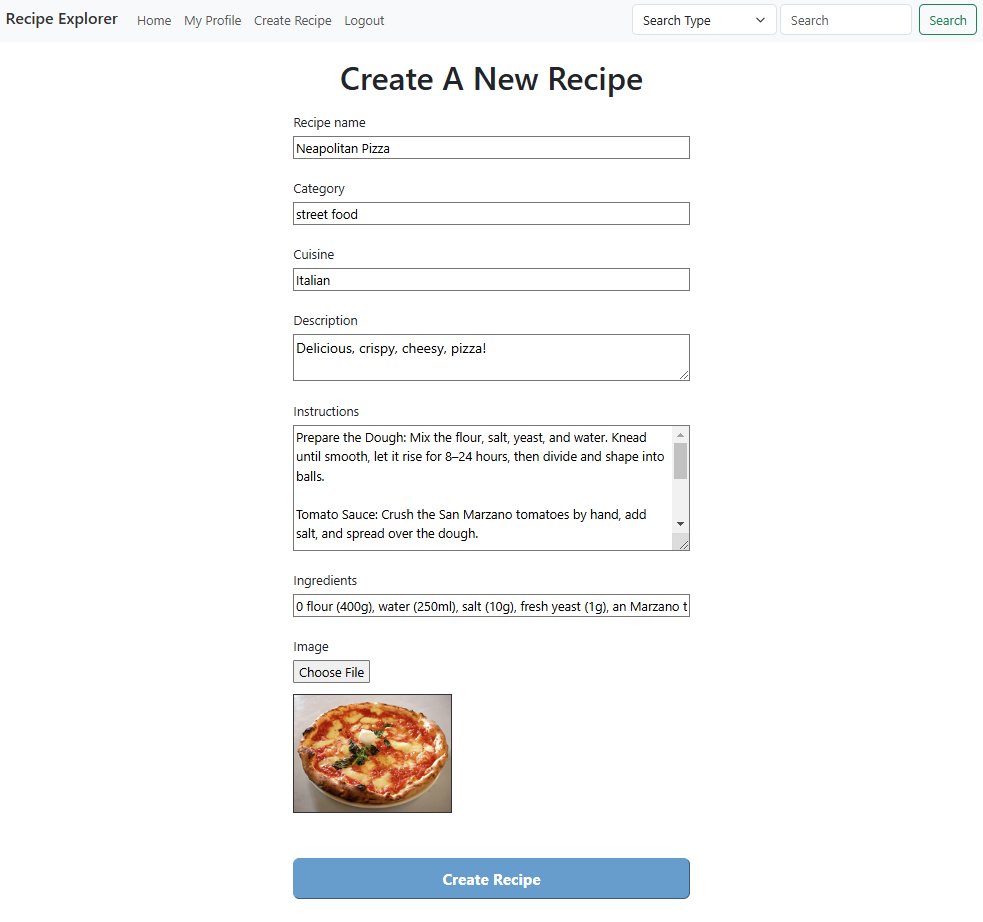 Recipe Explorer Home My Profile Create Recipe Logout Search Type Search Search
Create A New Recipe
Recipe name
Neapolitan Pizza
Category
street food
Cuisine
Italian
Description
Delicious, crispy, cheesy, pizza!
Instructions
Prepare the Dough: Mix the flour, salt, yeast, and water. Knead
until smooth, let it rise for 8–24 hours, then divide and shape into
balls.
Tomato Sauce: Crush the San Marzano tomatoes by hand, add
salt, and spread over the dough.
Ingredients
0 flour (400g), water (250ml), salt (10g), fresh yeast (1g), an Marzano t
Image
Choose File
Create Recipe